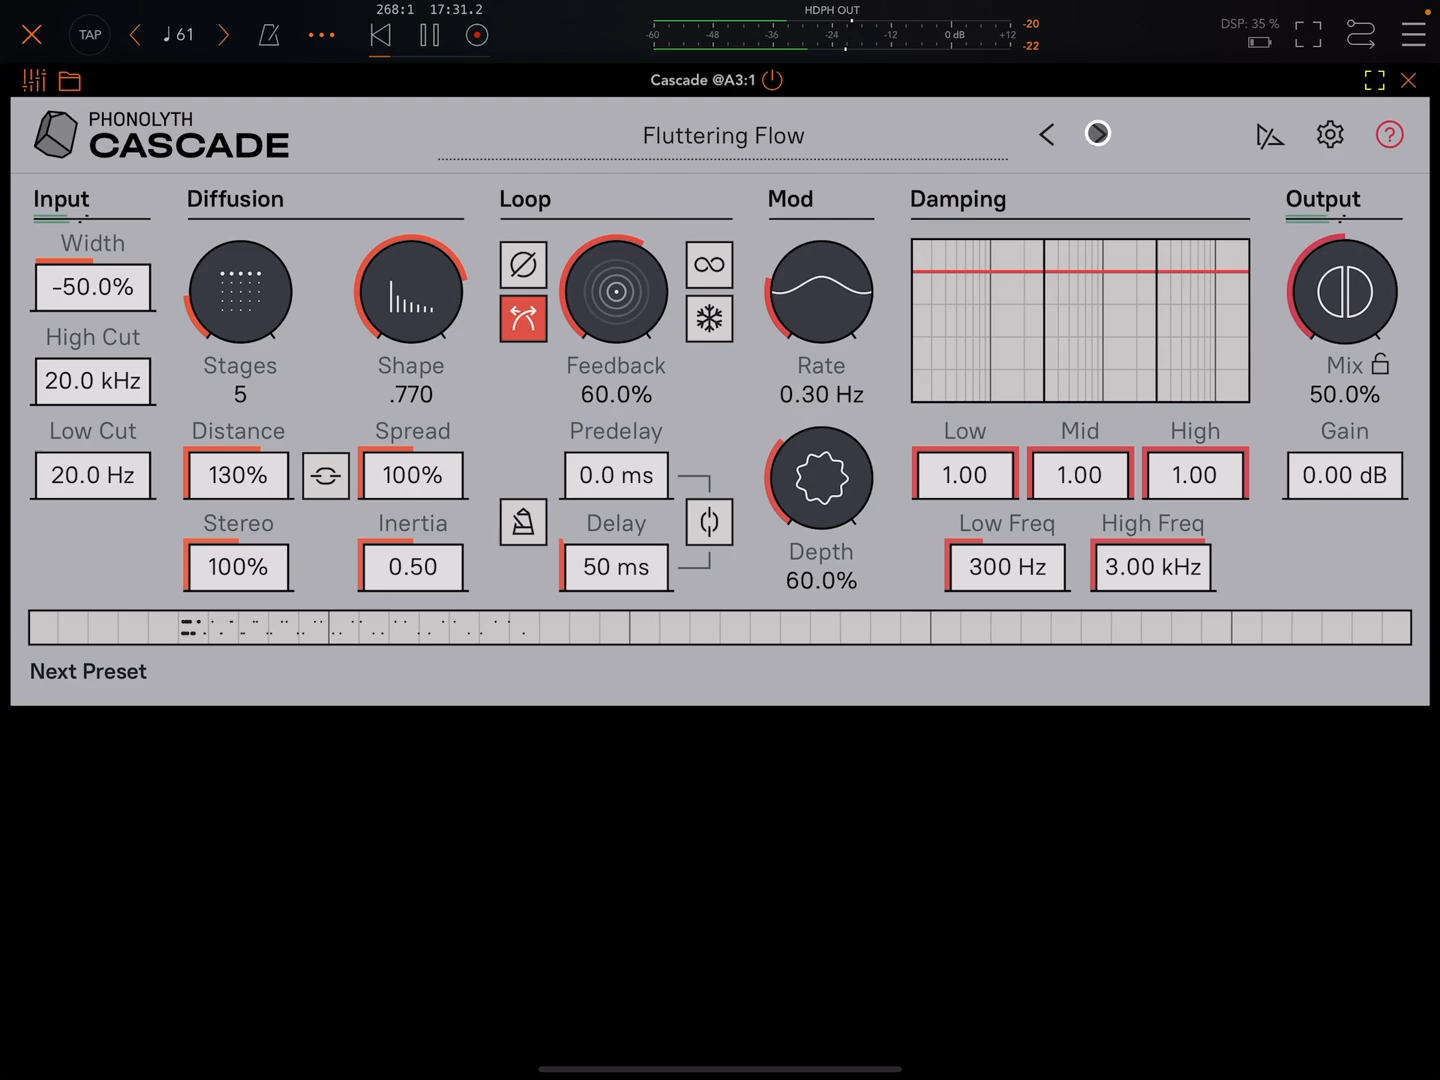 268:1 17:31.2
HDPH OUT
TAP
♩61
-60 -48 -36 -24 -12 0 dB +12
-20
-22
DSP: 35 %
Cascade @A3:1
PHONOLYTH
CASCADE
Fluttering Flow
?
Input
Diffusion
Loop
Mod
Damping
Output
Width
-50.0%
High Cut
20.0 kHz
Low Cut
20.0 Hz
Stages
5
Shape
.770
Distance
130%
Spread
100%
Stereo
100%
Inertia
0.50
Feedback
60.0%
Predelay
0.0 ms
Delay
50 ms
Rate
0.30 Hz
Depth
60.0%
Low Mid High
1.00 1.00 1.00
Low Freq High Freq
300 Hz 3.00 kHz
Mix
50.0%
Gain
0.00 dB
Next Preset